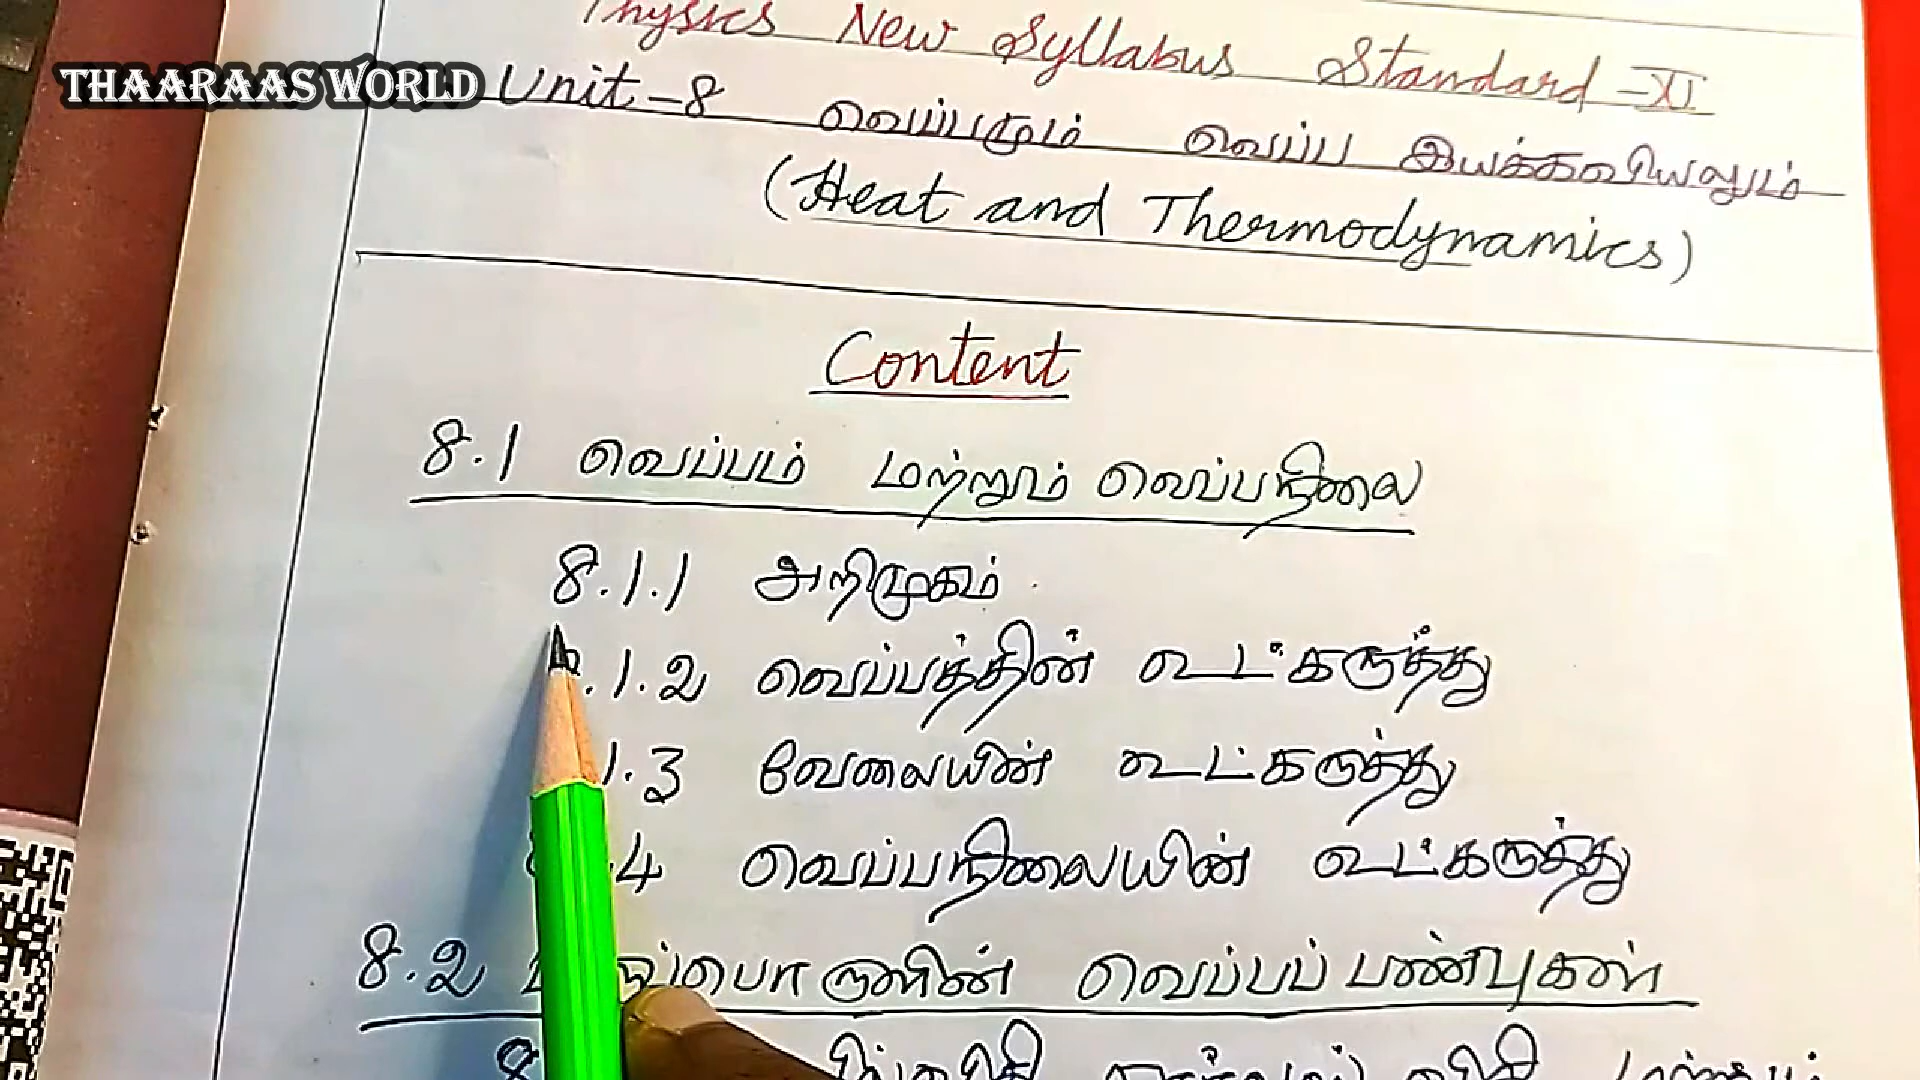 Physics New Syllabus Standard - XI
THAARAAS WORLD
Unit - 8 வெப்பமும் வெப்ப இயக்கவியலும்
(Heat and Thermodynamics)
Content
8.1 வெப்பம் மற்றும் வெப்பநிலை
8.1.1 அறிமுகம்
.1.2 வெப்பத்தின் உட்கருத்து
1.3 வேலையின் உட்கருத்து
.4 வெப்பநிலையின் உட்கருத்து
8.2 வெப்பப் பண்புகள்
8 விதி மற்றும்